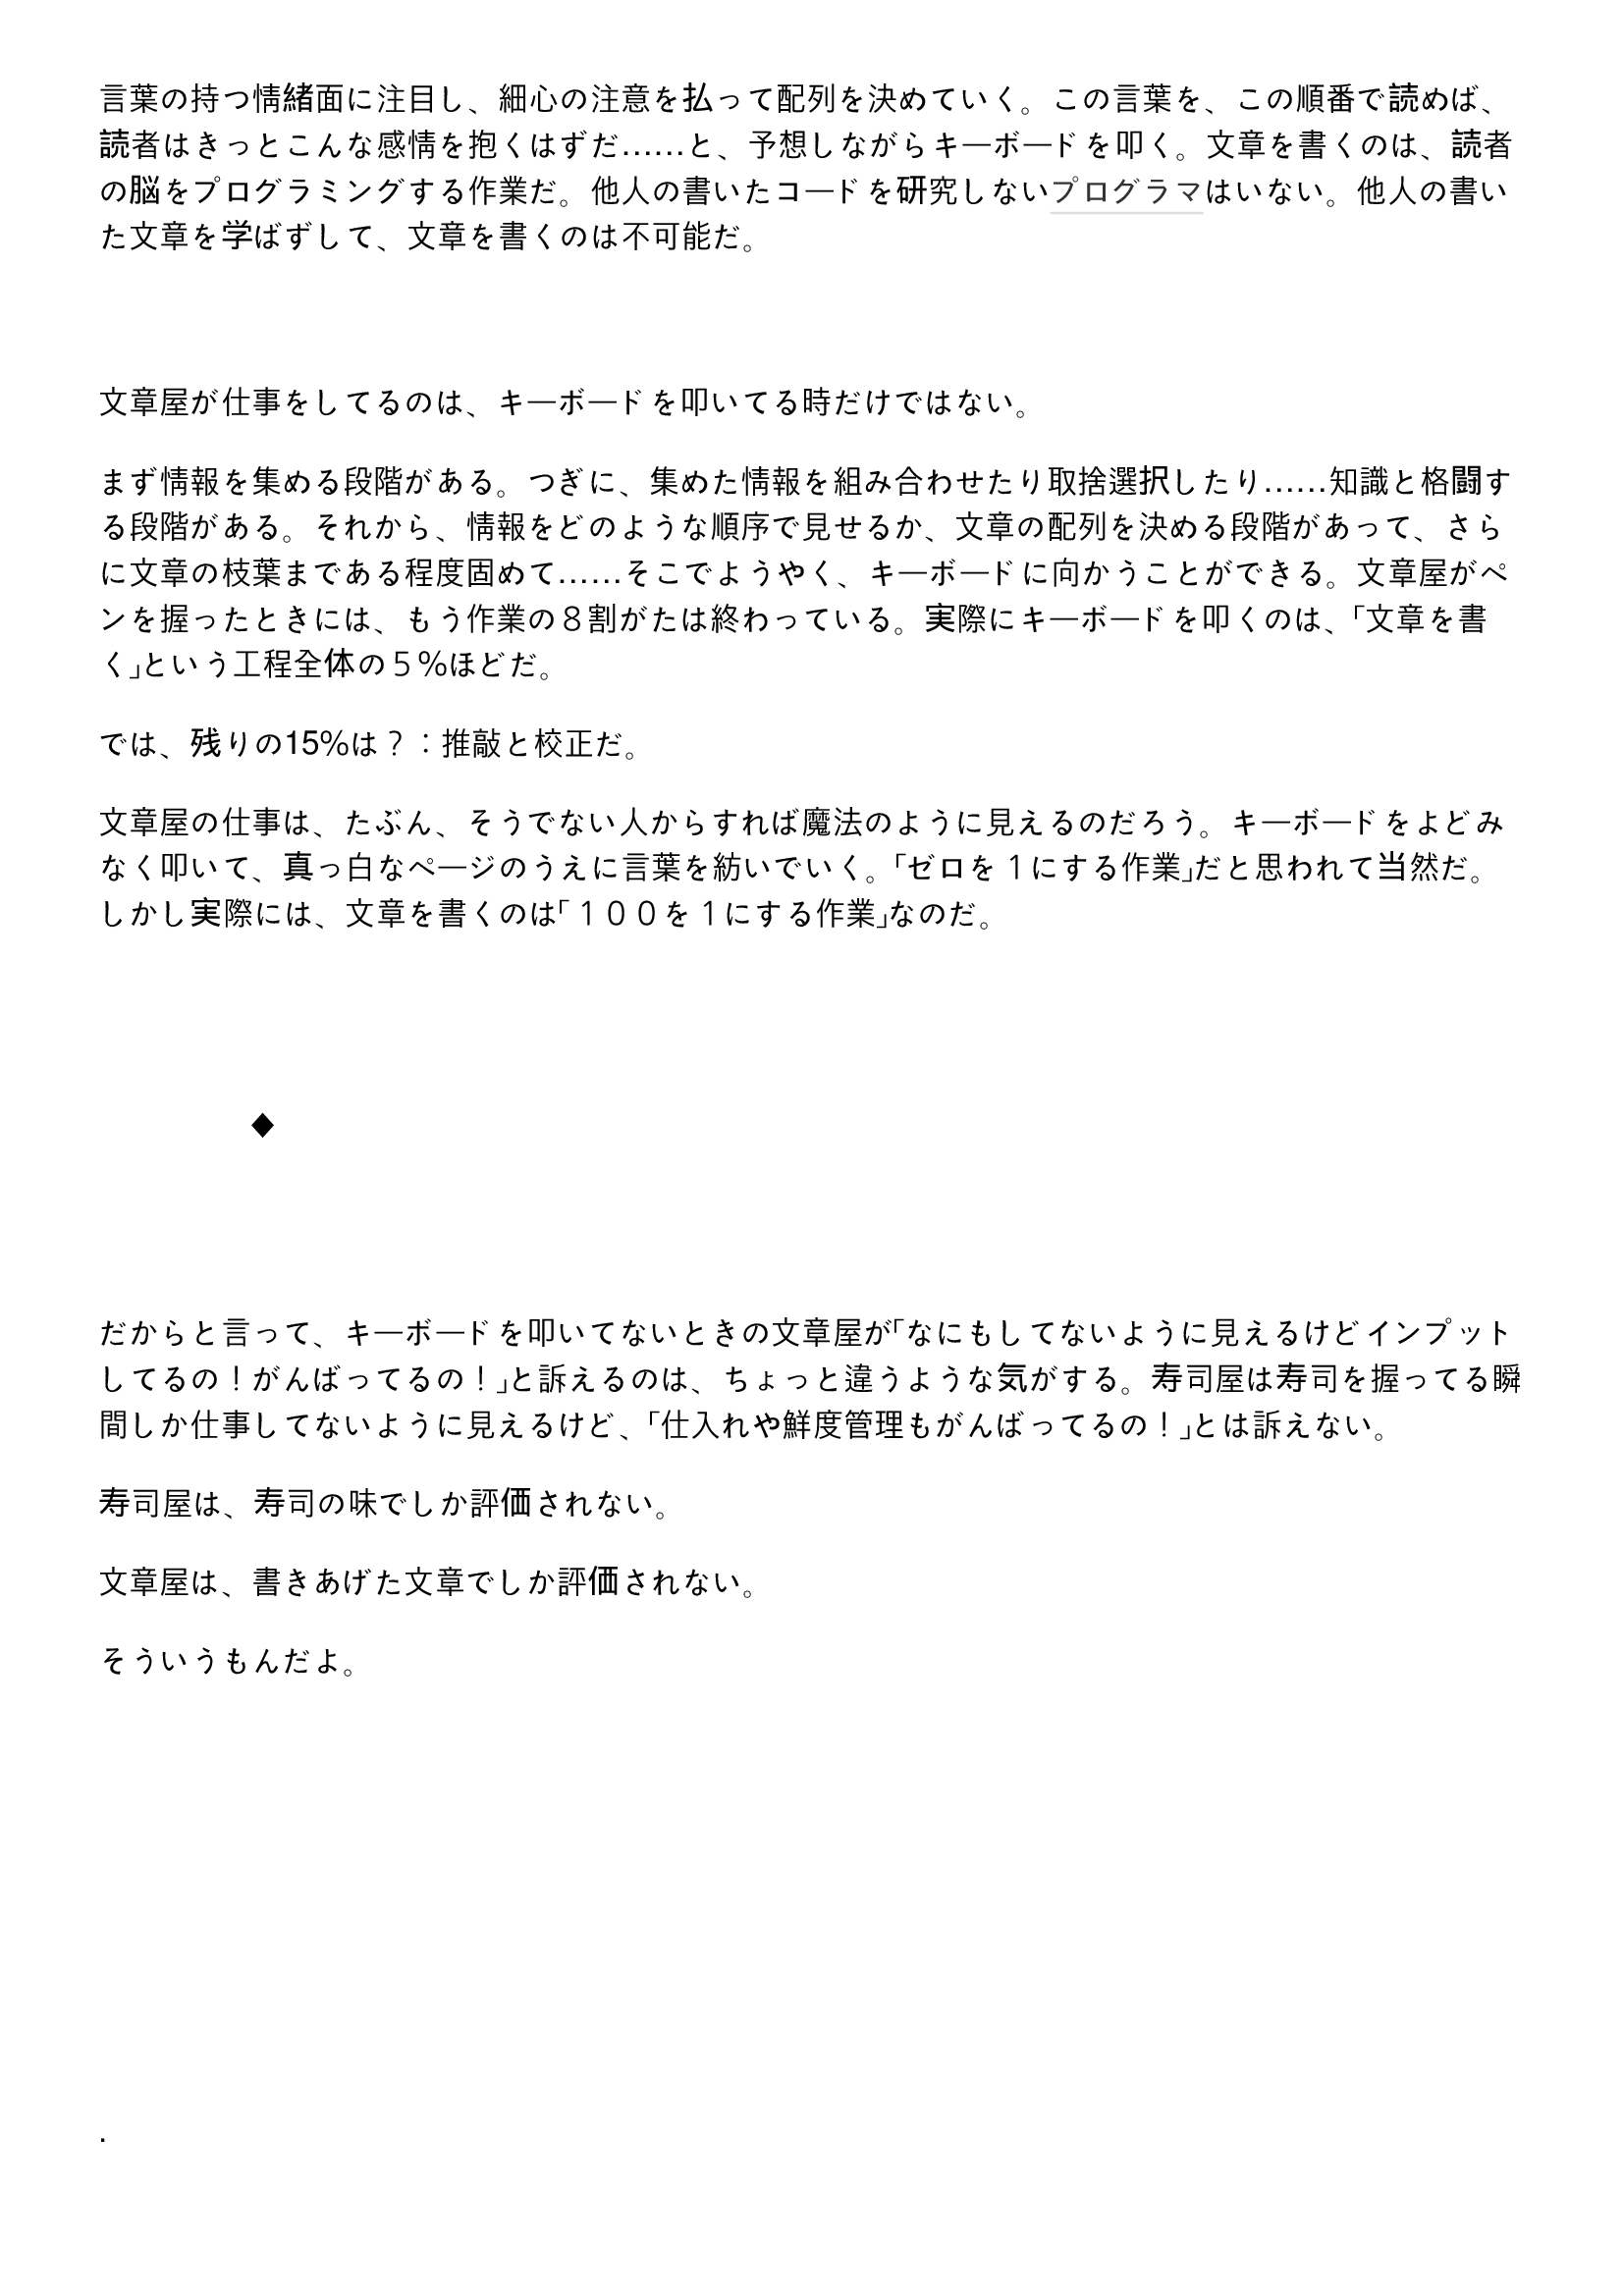 言葉の持つ情緒面に注目し、細心の注意を払って配列を決めていく。この言葉を、この順番で読めば、
読者はきっとこんな感情を抱くはずだ……と、予想しながらキーボードを叩く。文章を書くのは、読者
の脳をプログラミングする作業だ。他人の書いたコードを研究しないプログラマはいない。他人の書い
た文章を学ばずして、文章を書くのは不可能だ。
文章屋が仕事をしてるのは、キーボードを叩いてる時だけではない。
まず情報を集める段階がある。つぎに、集めた情報を組み合わせたり取捨選択したり……知識と格闘す
る段階がある。それから、情報をどのような順序で見せるか、文章の配列を決める段階があって、さら
に文章の枝葉まである程度固めて……そこでようやく、キーボードに向かうことができる。文章屋がペ
ンを握ったときには、もう作業の８割がたは終わっている。実際にキーボードを叩くのは、「文章を書
く」という工程全体の５％ほどだ。
では、残りの15％は？：推敲と校正だ。
文章屋の仕事は、たぶん、そうでない人からすれば魔法のように見えるのだろう。キーボードをよどみ
なく叩いて、真っ白なページのうえに言葉を紡いでいく。「ゼロを１にする作業」だと思われて当然だ。
しかし実際には、文章を書くのは「１００を１にする作業」なのだ。
◆
だからと言って、キーボードを叩いてないときの文章屋が「なにもしてないように見えるけどインプット
してるの！がんばってるの！」と訴えるのは、ちょっと違うような気がする。寿司屋は寿司を握ってる瞬
間しか仕事してないように見えるけど、「仕入れや鮮度管理もがんばってるの！」とは訴えない。
寿司屋は、寿司の味でしか評価されない。
文章屋は、書きあげた文章でしか評価されない。
そういうもんだよ。
.